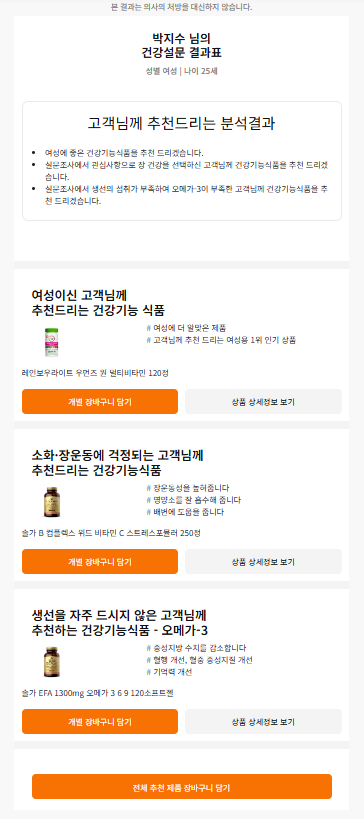 본 결과는 의사의 처방을 대신하지 않습니다.
박지수 님의
건강설문 결과표
성별 여성 | 나이 25세
고객님께 추천드리는 분석결과
• 여성에 좋은 건강기능식품을 추천 드리겠습니다.
• 설문조사에서 관심사항으로 장 건강을 선택하신 고객님께 건강기능식품을 추천 드리겠
습니다.
• 설문조사에서 생선의 섭취가 부족하여 오메가-3이 부족한 고객님께 건강기능식품을 추
천 드리겠습니다.
여성이신 고객님께
추천드리는 건강기능 식품
# 여성에 더 알맞은 제품
# 고객님께 추천 드리는 여성용 1위 인기 상품
레인보우라이트 우먼즈 원 멀티비타민 120정
개별 장바구니 담기
상품 상세정보 보기
소화·장운동에 걱정되는 고객님께
추천드리는 건강기능식품
# 장운동성을 높혀줍니다
# 영양소를 잘 흡수해 줍니다
# 배변에 도움을 줍니다
솔가 B 컴플렉스 위드 비타민 C 스트레스포뮬러 250정
개별 장바구니 담기
상품 상세정보 보기
생선을 자주 드시지 않은 고객님께
추천하는 건강기능식품 - 오메가-3
# 중성지방 수치를 감소합니다
# 혈행 개선, 혈중 중성지질 개선
# 기억력 개선
솔가 EFA 1300mg 오메가 3 6 9 120소프트젤
개별 장바구니 담기
상품 상세정보 보기
전체 추천 제품 장바구니 담기